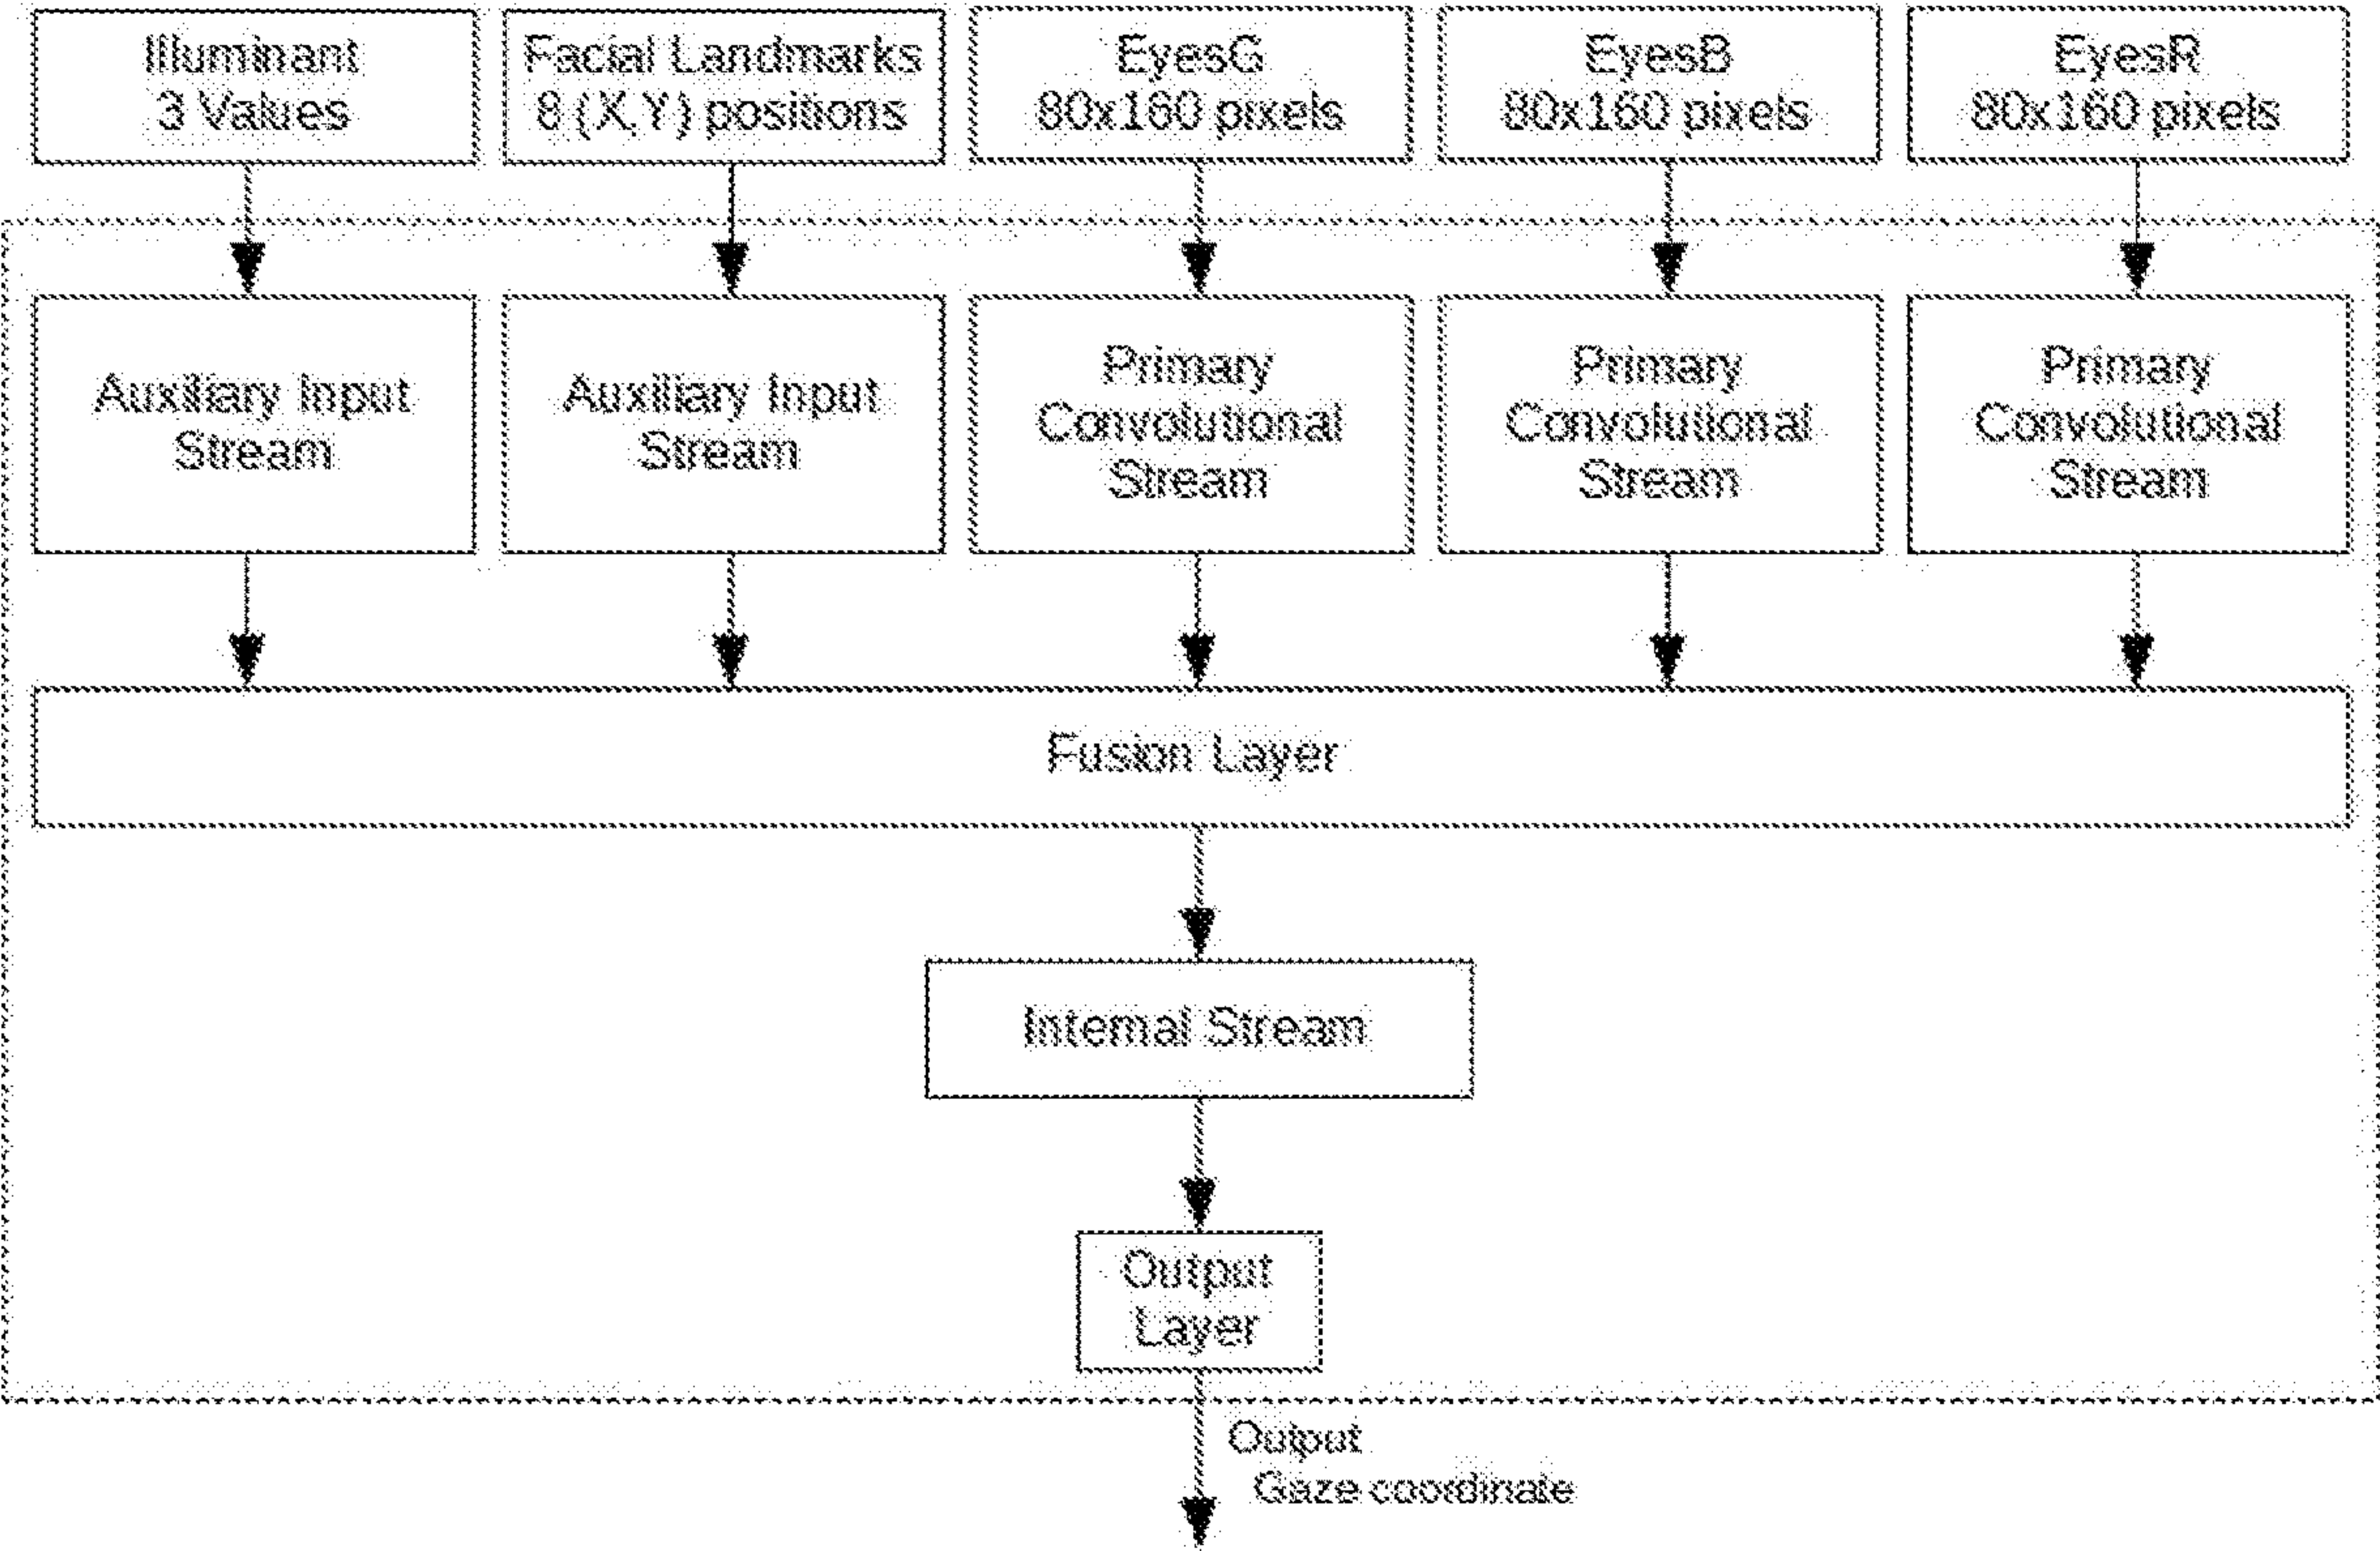 Illuminant
3 Values
Facial Landmarks
8 (X,Y) positions
EyesG
80x160 pixels
EyesB
80x160 pixels
EyesR
80x160 pixels
Auxiliary Input
Stream
Auxiliary Input
Stream
Primary
Convolutional
Stream
Primary
Convolutional
Stream
Primary
Convolutional
Stream
Fusion Layer
Internal Stream
Output
Layer
Output
Gaze coordinate